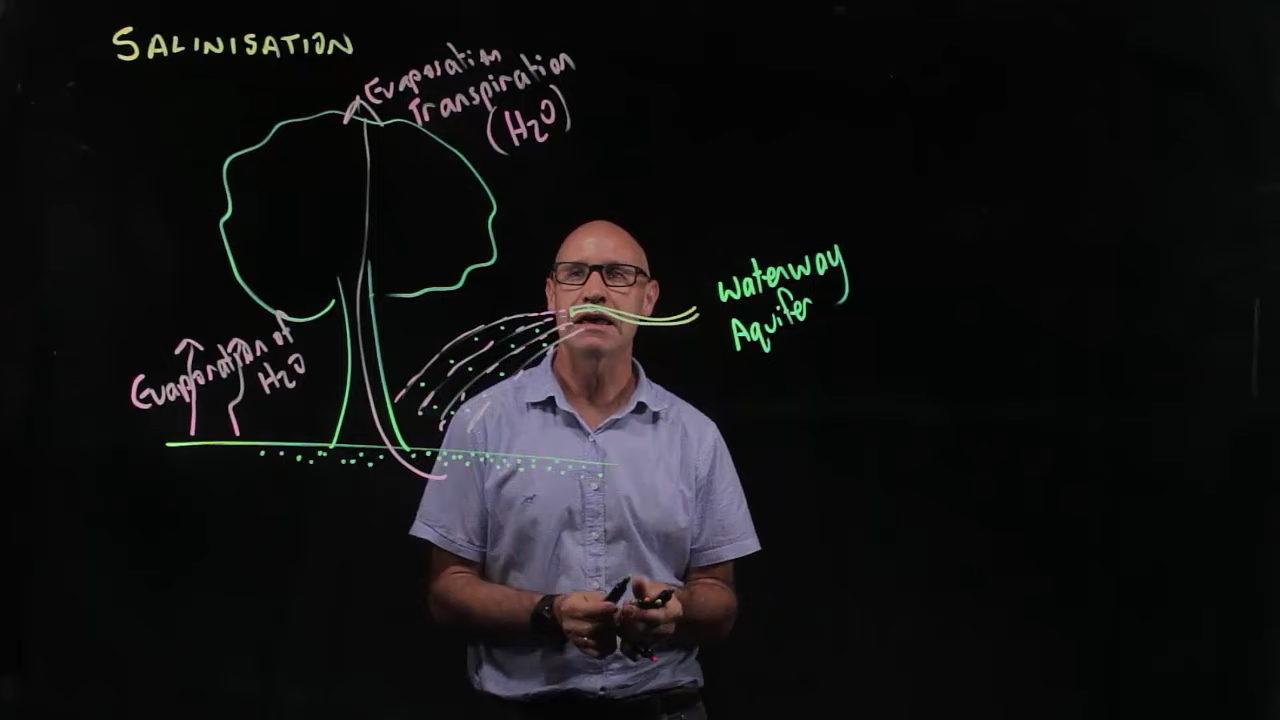 SALINISATION
Evaporation
Transpiration
(H2O)
Waterway
Aquifer
Evaporation of
H2O